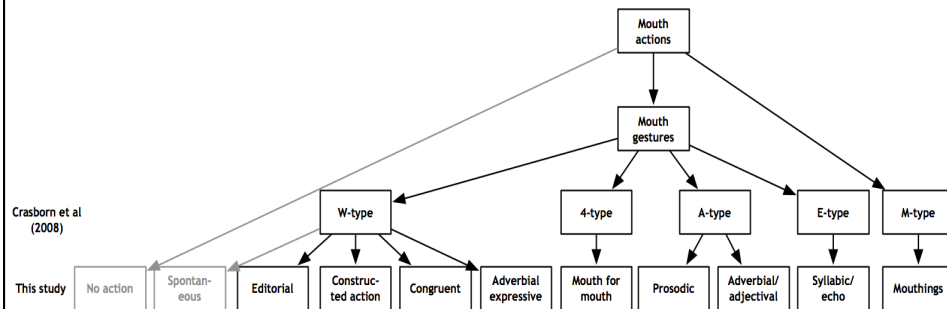 Mouth
actions
Mouth
gestures
Crasborn et al
(2008)
W-type
4-type
A-type
E-type
M-type
This study
No action
Spontan-
eous
Editorial
Construc-
ted action
Congruent
Adverbial
expressive
Mouth for
mouth
Prosodic
Adverbial/
adjectival
Syllabic/
echo
Mouthings